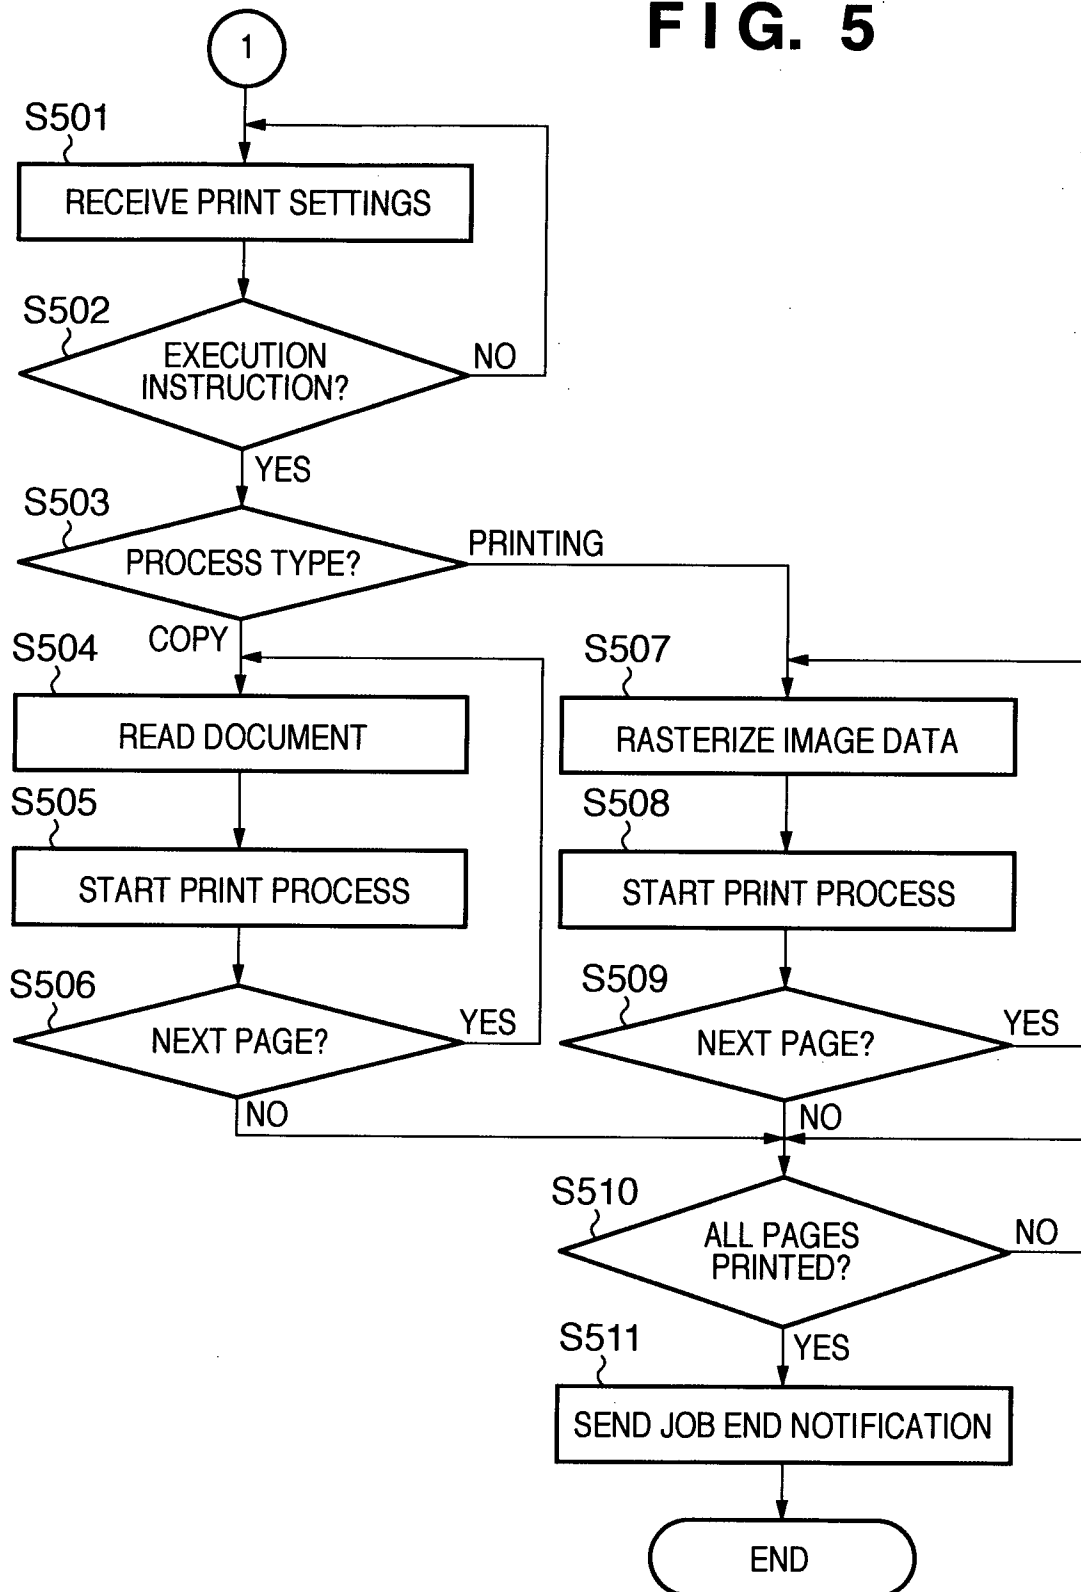 FIG. 5
1
S501
RECEIVE PRINT SETTINGS
S502
EXECUTION
INSTRUCTION?
NO
YES
S503
PROCESS TYPE?
PRINTING
COPY
S504
READ DOCUMENT
S507
RASTERIZE IMAGE DATA
S505
START PRINT PROCESS
S508
START PRINT PROCESS
S506
NEXT PAGE?
YES
NO
S509
NEXT PAGE?
YES
NO
S510
ALL PAGES
PRINTED?
NO
YES
S511
SEND JOB END NOTIFICATION
END